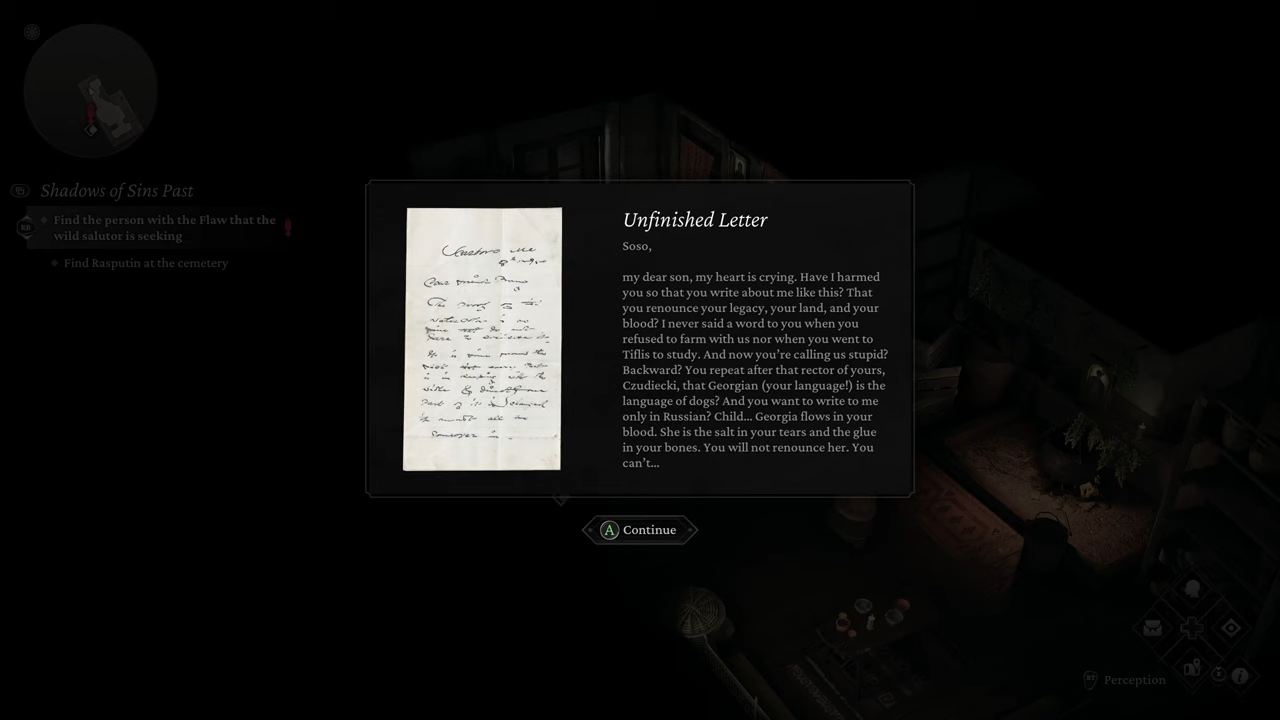 Shadows of Sins Past
RB
Find the person with the Flaw that the
wild salutor is seeking
Find Rasputin at the cemetery
Unfinished Letter
Soso,
my dear son, my heart is crying. Have I harmed
you so that you write about me like this? That
you renounce your legacy, your land, and your
blood? I never said a word to you when you
refused to farm with us nor when you went to
Tiflis to study. And now you're calling us stupid?
Backward? You repeat after that rector of yours,
Czudiecki, that Georgian (your language!) is the
language of dogs? And you want to write to me
only in Russian? Child... Georgia flows in your
blood. She is the salt in your tears and the glue
in your bones. You will not renounce her. You
can't...
A Continue
RT Perception